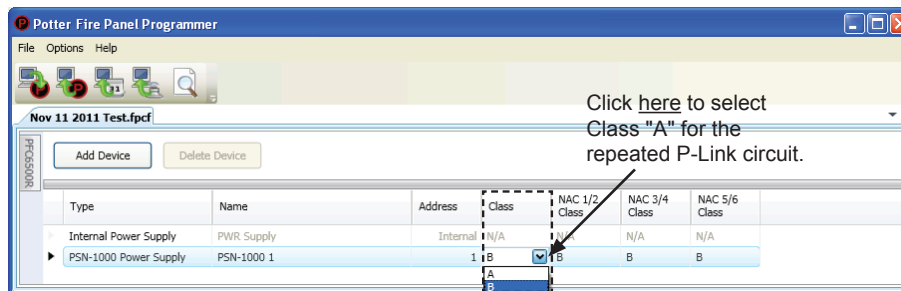 Potter Fire Panel Programmer
File Options Help
Nov 11 2011 Test.fpcf
Click here to select
Class "A" for the
repeated P-Link circuit.
PFC6500R
Add Device Delete Device
Type Name Address Class NAC 1/2 Class NAC 3/4 Class NAC 5/6 Class
Internal Power Supply PWR Supply Internal N/A N/A N/A N/A
PSN-1000 Power Supply PSN-1000 1 1 B B B B
A
B